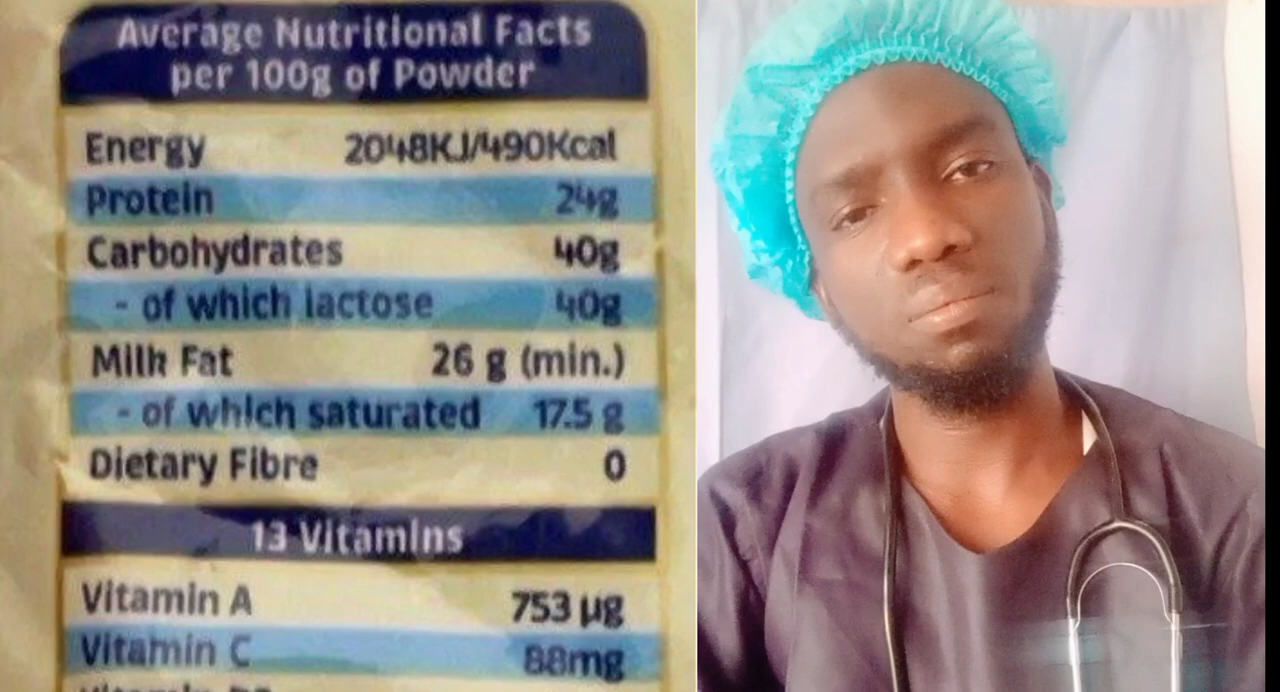 Average Nutritional Facts
per 100g of Powder
Energy 2048KJ/490Kcal
Protein 24g
Carbohydrates 40g
- of which lactose 40g
Milk Fat 26 g (min.)
- of which saturated 17.5 g
Dietary Fibre 0
13 Vitamins
Vitamin A 753 µg
Vitamin C 88mg